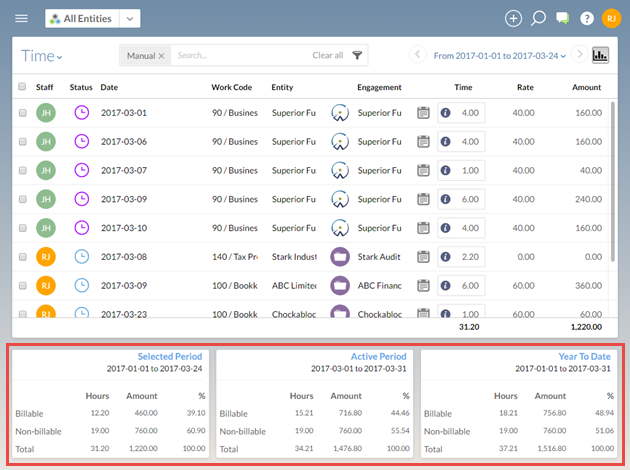 All Entities ? RJ
Time Manual × Search... Clear all From 2017-01-01 to 2017-03-24
Staff Status Date Work Code Entity Engagement Time Rate Amount
JH 2017-03-01 90 / Busines Superior Fu Superior Fu i 4.00 40.00 160.00
JH 2017-03-06 90 / Busines Superior Fu Superior Fu i 4.00 40.00 160.00
JH 2017-03-07 90 / Busines Superior Fu Superior Fu i 1.00 40.00 40.00
JH 2017-03-09 90 / Busines Superior Fu Superior Fu i 6.00 40.00 240.00
JH 2017-03-10 90 / Busines Superior Fu Superior Fu i 4.00 40.00 160.00
RJ 2017-03-08 140 / Tax Pr Stark Indust Stark Audit i 2.20 0.00 0.00
RJ 2017-03-09 100 / Bookk ABC Limite ABC Financ i 6.00 60.00 360.00
RJ 2017-03-23 100 / Bookk Chockabloc Chockabloc i 1.00 60.00 60.00
31.20 1,220.00
Selected Period
2017-01-01 to 2017-03-24
Hours Amount %
Billable 12.20 460.00 39.10
Non-billable 19.00 760.00 60.90
Total 31.20 1,220.00 100.00
Active Period
2017-03-01 to 2017-03-31
Hours Amount %
Billable 15.21 716.80 44.46
Non-billable 19.00 760.00 55.54
Total 34.21 1,476.80 100.00
Year To Date
2017-01-01 to 2017-03-31
Hours Amount %
Billable 18.21 756.80 48.94
Non-billable 19.00 760.00 51.06
Total 37.21 1,516.80 100.00